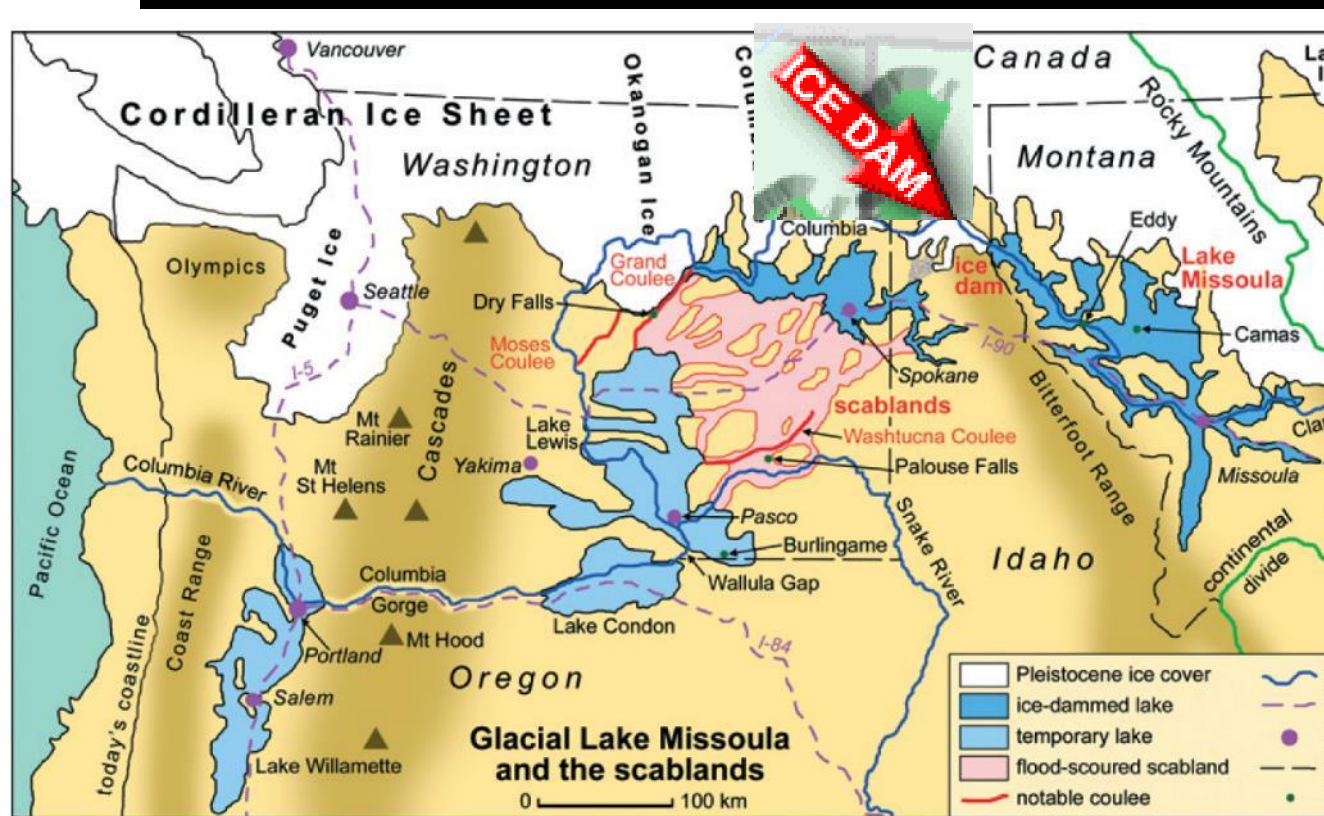 Vancouver
Cordilleran Ice Sheet
Washington
Okanogan Ice
ICE DAM
Canada
Montana
Rocky Mountains
Olympics
Puget Ice
Seattle
Grand
Coulee
Dry Falls
Moses
Coulee
Columbia
Eddy
ice
dam
Lake
Missoula
Camas
I-90
I-5
Spokane
scablands
Washtucna Coulee
Palouse Falls
Cascades
Mt
Rainier
Lake
Lewis
Yakima
Mt
St Helens
Columbia River
Pacific Ocean
Coast Range
today's coastline
Pasco
Burlingame
Wallula Gap
Snake River
Bitterfoot Range
Missoula
Idaho
continental
divide
Columbia
Gorge
Mt Hood
Lake Condon
Portland
I-84
Oregon
Salem
Lake Willamette
Glacial Lake Missoula
and the scablands
0 100 km
Pleistocene ice cover
ice-dammed lake
temporary lake
flood-scoured scabland
notable coulee